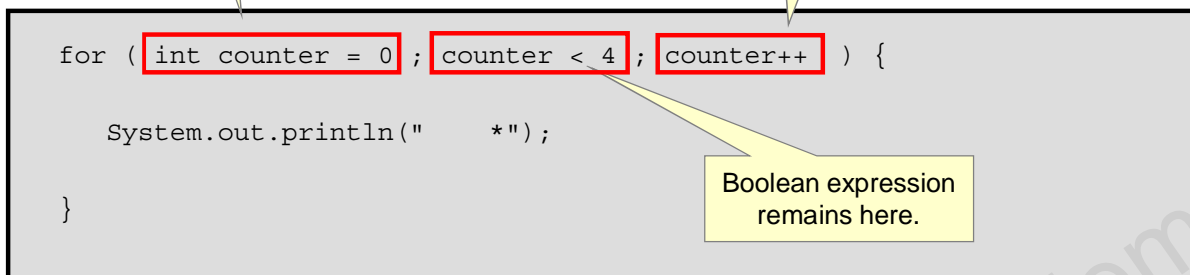 for ( int counter = 0 ; counter < 4 ; counter++ ) {
System.out.println("    *");
Boolean expression
remains here.
}